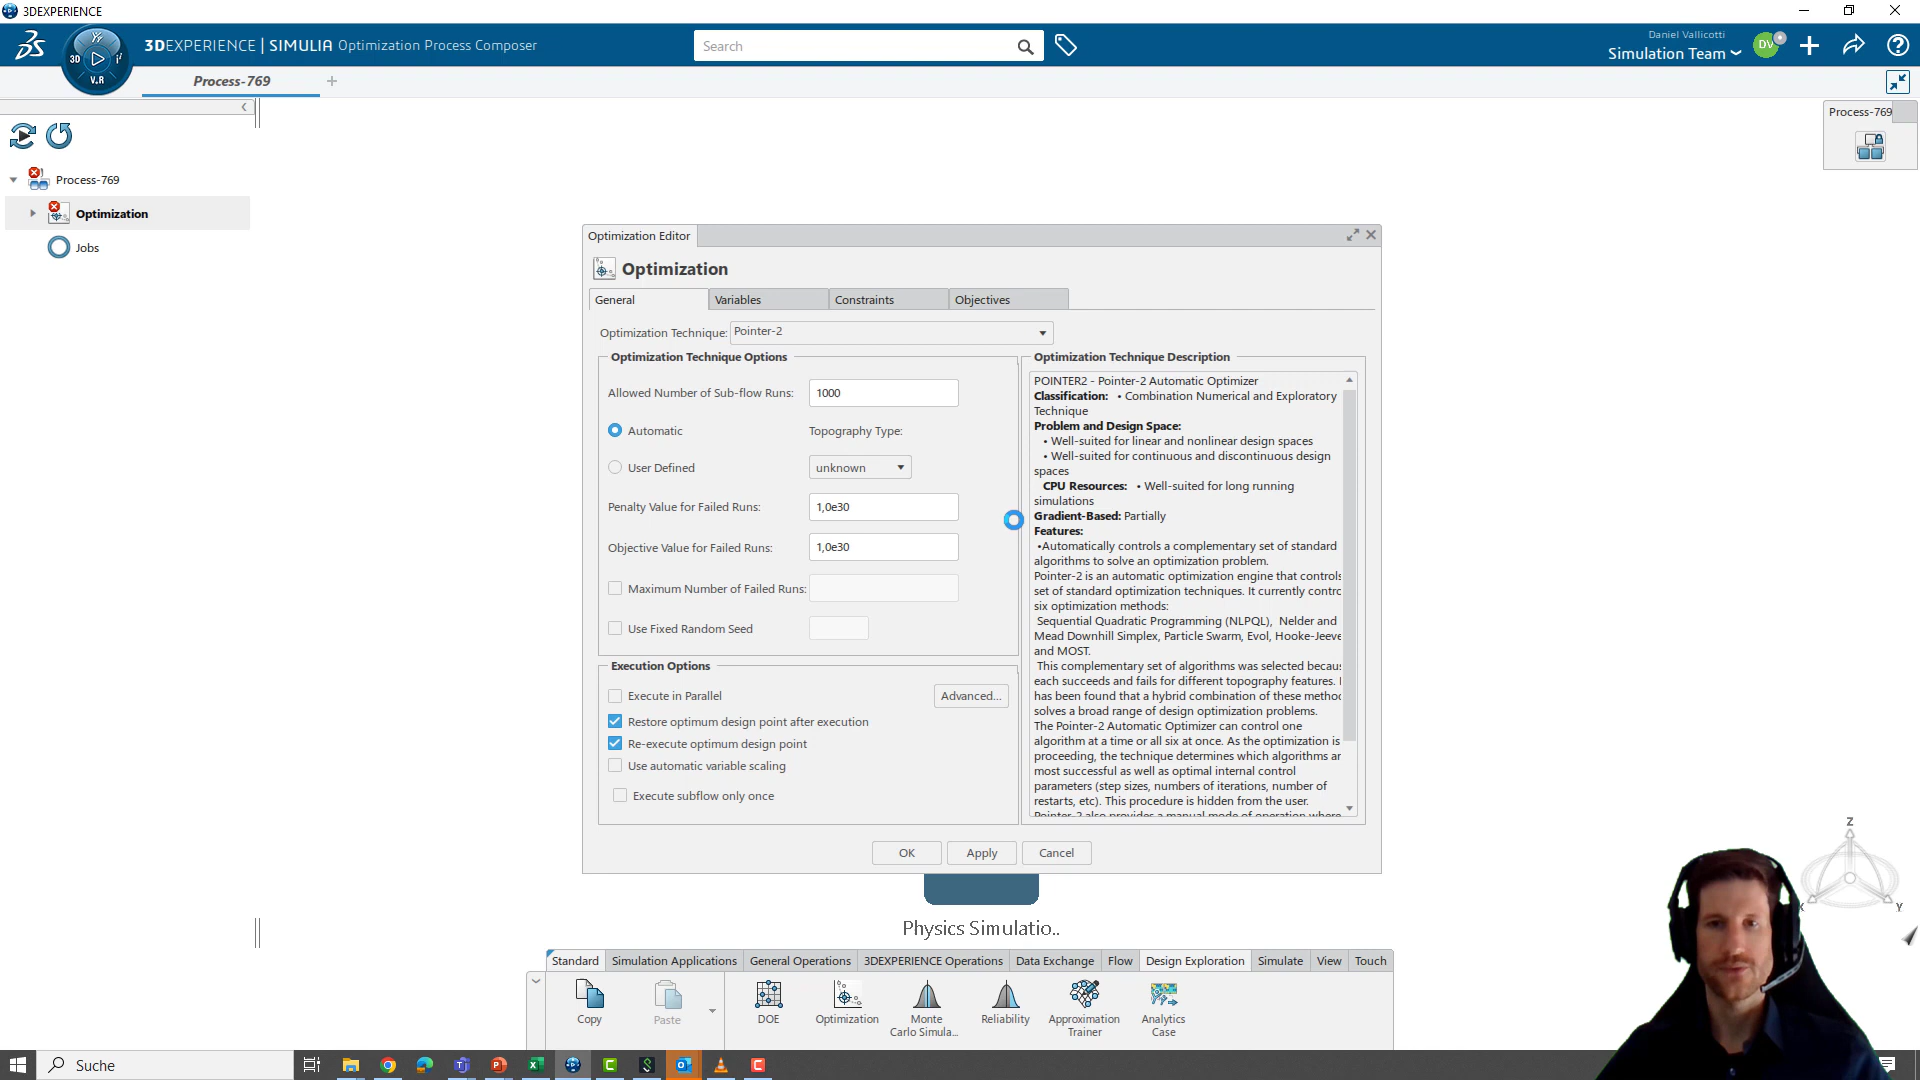 3DEXPERIENCE
3DEXPERIENCE | SIMULIA Optimization Process Composer
Search
Daniel Vallicotti
Simulation Team
DV
3D
V.R
Process-769
Process-769
Process-769
Optimization
Jobs
Optimization Editor
Optimization
General
Variables
Constraints
Objectives
Optimization Technique:
Pointer-2
Optimization Technique Options
Allowed Number of Sub-flow Runs:
1000
Automatic
Topography Type:
User Defined
unknown
Penalty Value for Failed Runs:
1,0e30
Objective Value for Failed Runs:
1,0e30
Maximum Number of Failed Runs:
Use Fixed Random Seed
Execution Options
Execute in Parallel
Advanced...
Restore optimum design point after execution
Re-execute optimum design point
Use automatic variable scaling
Execute subflow only once
Optimization Technique Description
POINTER2 - Pointer-2 Automatic Optimizer
Classification: • Combination Numerical and Exploratory
Technique
Problem and Design Space:
• Well-suited for linear and nonlinear design spaces
• Well-suited for continuous and discontinuous design
spaces
CPU Resources: • Well-suited for long running
simulations
Gradient-Based: Partially
Features:
•Automatically controls a complementary set of standard
algorithms to solve an optimization problem.
Pointer-2 is an automatic optimization engine that controls
set of standard optimization techniques. It currently contrc
six optimization methods:
Sequential Quadratic Programming (NLPQL), Nelder and
Mead Downhill Simplex, Particle Swarm, Evol, Hooke-Jeeve
and MOST.
This complementary set of algorithms was selected becau
each succeeds and fails for different topography features.
has been found that a hybrid combination of these method
solves a broad range of design optimization problems.
The Pointer-2 Automatic Optimizer can control one
algorithm at a time or all six at once. As the optimization is
proceeding, the technique determines which algorithms ar
most successful as well as optimal internal control
parameters (step sizes, numbers of iterations, number of
restarts, etc). This procedure is hidden from the user.
Pointer-2 also provides a manual mode of operation where
OK
Apply
Cancel
Physics Simulatio..
Z
X
Y
Standard
Simulation Applications
General Operations
3DEXPERIENCE Operations
Data Exchange
Flow
Design Exploration
Simulate
View
Touch
Copy
Paste
DOE
Optimization
Monte
Carlo Simula...
Reliability
Approximation
Trainer
Analytics
Case
Suche